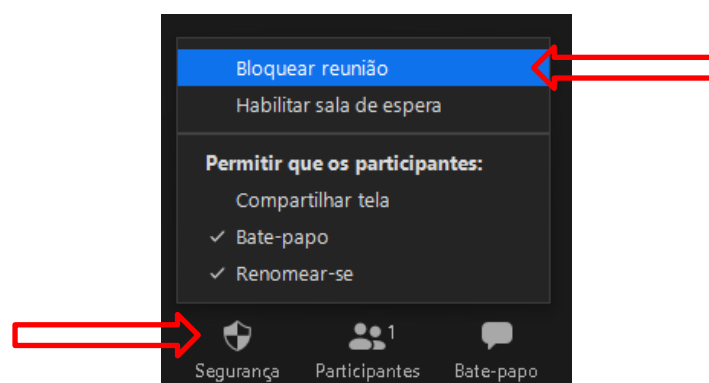 Bloquear reunião
Habilitar sala de espera
Permitir que os participantes:
Compartilhar tela
✓ Bate-papo
✓ Renomear-se
1
Segurança Participantes Bate-papo